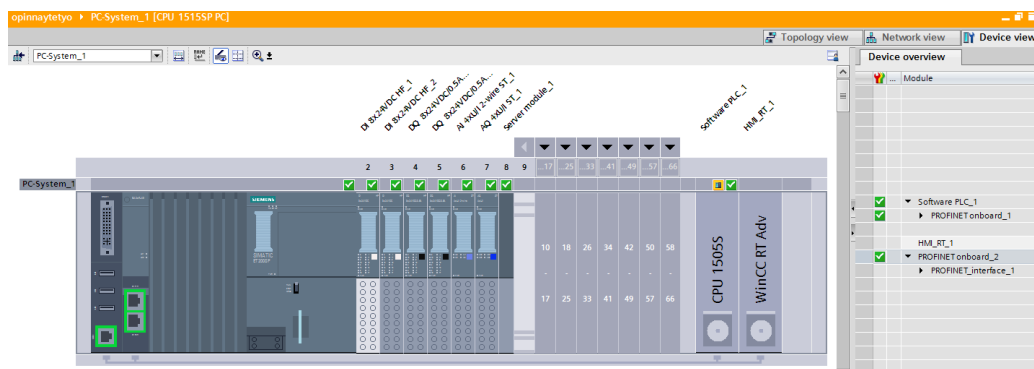 opinnaytetyo ▸ PC-System_1 [CPU 1515SP PC]
Topology view Network view Device view
PC-System_1
Device overview
... Module
DI 8x24VDC HF_1
DI 8x24VDC HF_2
DQ 8x24VDC/0.5A...
DQ 8x24VDC/0.5A...
AI 4xU/I 2-wire ST_1
AQ 4xU/I ST_1
Server module_1
Software PLC_1
HMI_RT_1
2 3 4 5 6 7 8 9 ...17 ...25 ...33 ...41 ...49 ...57 ...66
PC-System_1
SIEMENS
10 18 26 34 42 50 58
- - - - - - -
17 25 33 41 49 57 66
CPU 1505S
WinCC RT Adv
Software PLC_1
PROFINET onboard_1
HMI_RT_1
PROFINET onboard_2
PROFINET_interface_1